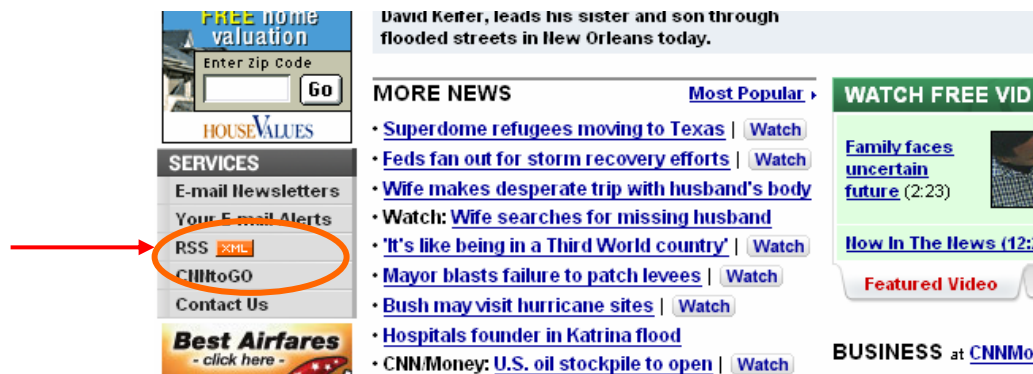 FREE home
valuation
Enter Zip Code
Go
HOUSEVALUES
SERVICES
E-mail Newsletters
Your E-mail Alerts
RSS XML
CNNtoGO
Contact Us
Best Airfares
- click here -
David Keifer, leads his sister and son through
flooded streets in New Orleans today.
MORE NEWS
Most Popular
• Superdome refugees moving to Texas | Watch
• Feds fan out for storm recovery efforts | Watch
• Wife makes desperate trip with husband's body
• Watch: Wife searches for missing husband
• 'It's like being in a Third World country' | Watch
• Mayor blasts failure to patch levees | Watch
• Bush may visit hurricane sites | Watch
• Hospitals founder in Katrina flood
• CNN/Money: U.S. oil stockpile to open | Watch
WATCH FREE VID
Family faces
uncertain
future (2:23)
Now In The News (12:
Featured Video
BUSINESS at CNNMo